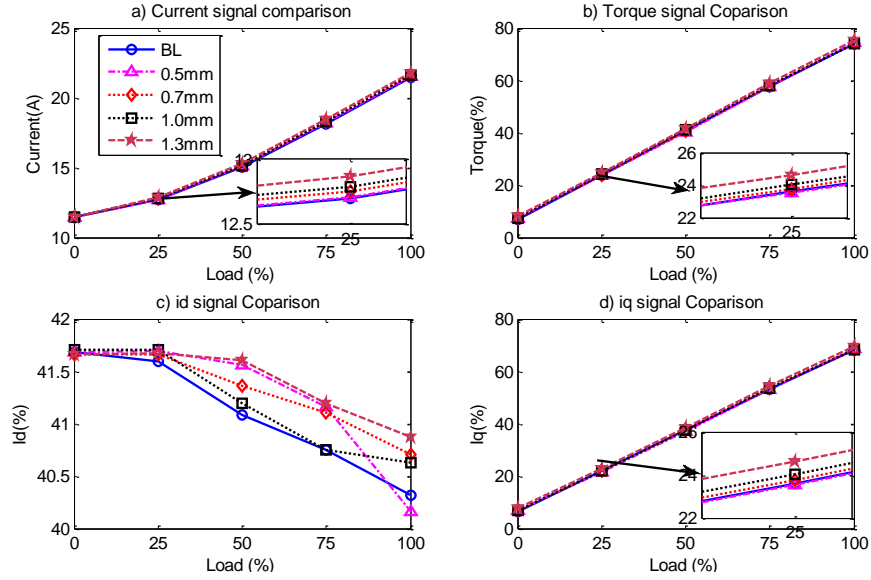 a) Current signal comparison
25
20
15
10
Current(A)
BL
0.5mm
0.7mm
1.0mm
1.3mm
13
12.5
25
0 25 50 75 100
Load (%)
b) Torque signal Coparison
80
60
40
20
0
Torque(%)
26
24
22
25
0 25 50 75 100
Load (%)
c) id signal Coparison
42
41.5
41
40.5
40
Id(%)
0 25 50 75 100
Load (%)
d) iq signal Coparison
80
60
40
20
0
Iq(%)
26
24
22
25
0 25 50 75 100
Load (%)